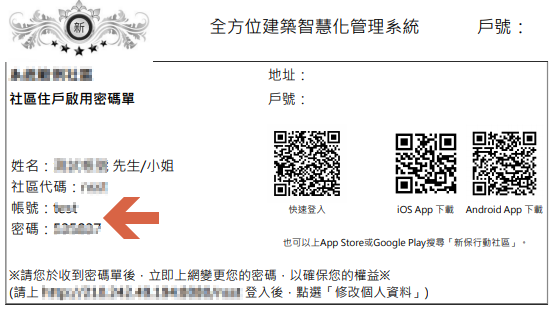 新
全方位建築智慧化管理系統
戶號：
地址：
社區住戶啟用密碼單
戶號：
姓名： 先生/小姐
社區代碼：
帳號：test
密碼：
快速登入
iOS App 下載
Android App 下載
也可以上App Store或Google Play搜尋「新保行動社區」。
※請您於收到密碼單後，立即上網變更您的密碼，以確保您的權益※
(請上 登入後，點選「修改個人資料」)